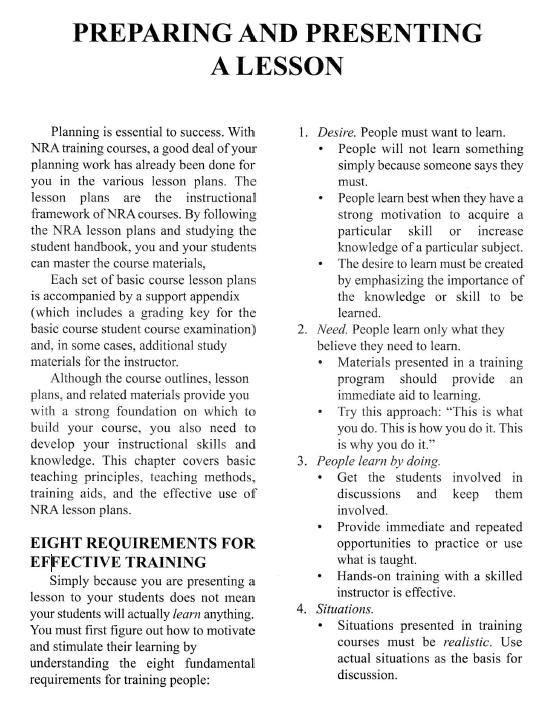 PREPARING AND PRESENTING
A LESSON
Planning is essential to success. With
NRA training courses, a good deal of your
planning work has already been done for
you in the various lesson plans. The
lesson plans are the instructional
framework of NRA courses. By following
the NRA lesson plans and studying the
student handbook, you and your students
can master the course materials,
Each set of basic course lesson plans
is accompanied by a support appendix
(which includes a grading key for the
basic course student course examination)
and, in some cases, additional study
materials for the instructor.
Although the course outlines, lesson
plans, and related materials provide you
with a strong foundation on which to
build your course, you also need to
develop your instructional skills and
knowledge. This chapter covers basic
teaching principles, teaching methods,
training aids, and the effective use of
NRA lesson plans.
EIGHT REQUIREMENTS FOR
EFFECTIVE TRAINING
Simply because you are presenting a
lesson to your students does not mean
your students will actually learn anything.
You must first figure out how to motivate
and stimulate their learning by
understanding the eight fundamental
requirements for training people:
1. Desire. People must want to learn.
• People will not learn something
simply because someone says they
must.
• People learn best when they have a
strong motivation to acquire a
particular skill or increase
knowledge of a particular subject.
• The desire to learn must be created
by emphasizing the importance of
the knowledge or skill to be
learned.
2. Need. People learn only what they
believe they need to learn.
• Materials presented in a training
program should provide an
immediate aid to learning.
• Try this approach: “This is what
you do. This is how you do it. This
is why you do it.”
3. People learn by doing.
• Get the students involved in
discussions and keep them
involved.
• Provide immediate and repeated
opportunities to practice or use
what is taught.
• Hands-on training with a skilled
instructor is effective.
4. Situations.
• Situations presented in training
courses must be realistic. Use
actual situations as the basis for
discussion.